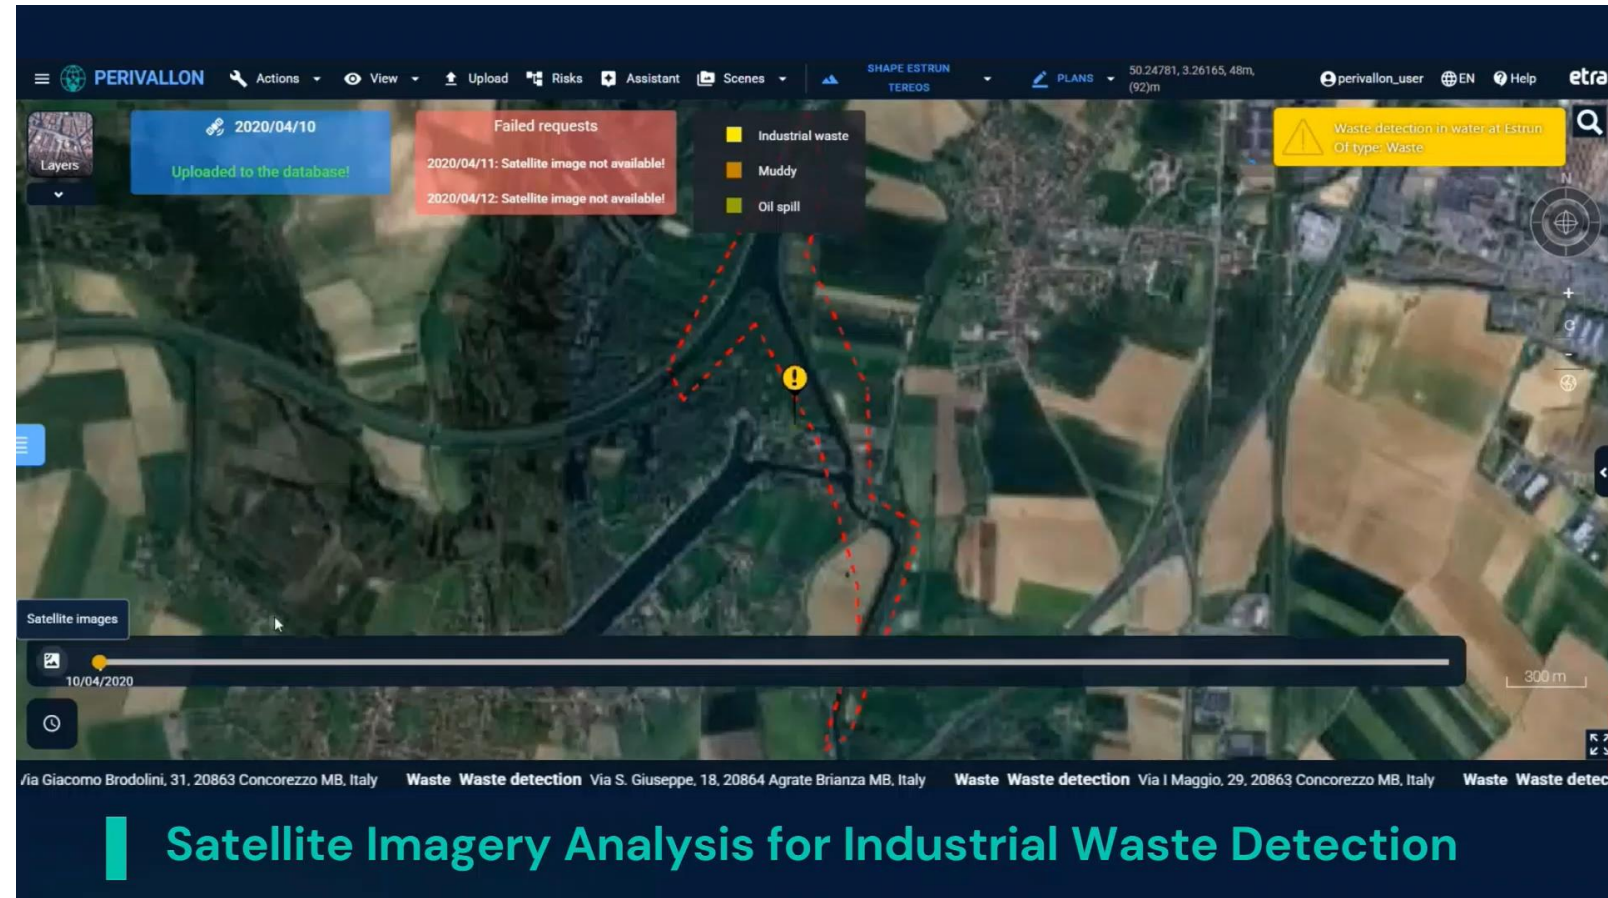 PERIVALLON
Actions
View
Upload
Risks
Assistant
Scenes
SHAPE ESTRUN
TEREOS
PLANS
50.24781, 3.26165, 48m,
(92)m
perivallon_user
EN
Help
etra
Layers
2020/04/10
Uploaded to the database!
Failed requests
2020/04/11: Satellite image not available!
2020/04/12: Satellite image not available!
Industrial waste
Muddy
Oil spill
Waste detection in water at Estrun
Of type: Waste
N
Satellite images
10/04/2020
300 m
Via Giacomo Brodolini, 31, 20863 Concorezzo MB, Italy Waste Waste detection Via S. Giuseppe, 18, 20864 Agrate Brianza MB, Italy Waste Waste detection Via I Maggio, 29, 20863 Concorezzo MB, Italy Waste Waste detec
Satellite Imagery Analysis for Industrial Waste Detection